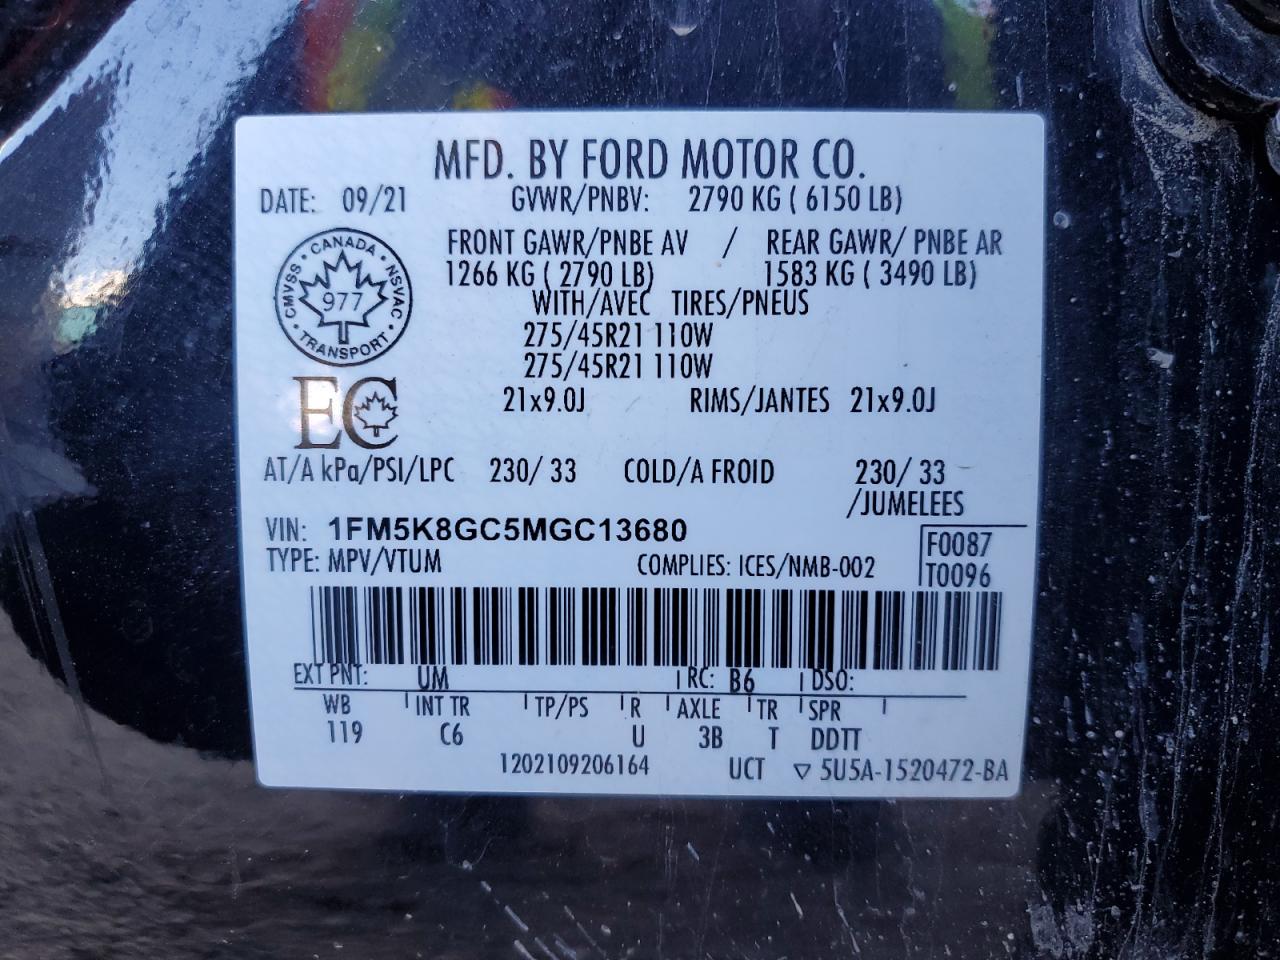 MFD. BY FORD MOTOR CO.
DATE: 09/21 GVWR/PNBV: 2790 KG ( 6150 LB)
FRONT GAWR/PNBE AV / REAR GAWR/ PNBE AR
1266 KG ( 2790 LB) 1583 KG ( 3490 LB)
WITH/AVEC TIRES/PNEUS
275/45R21 110W
275/45R21 110W
21x9.0J RIMS/JANTES 21x9.0J
CANADA · NSVAC · TRANSPORT · CMVSS
977
EC
AT/A kPa/PSI/LPC 230/ 33 COLD/A FROID 230/ 33
/JUMELEES
VIN: 1FM5K8GC5MGC13680
TYPE: MPV/VTUM COMPLIES: ICES/NMB-002
F0087
T0096
EXT PNT: UM RC: B6 DSO:
WB INT TR TP/PS R AXLE TR SPR
119 C6 U 3B T DDTT
1202109206164 UCT ▽ 5U5A-1520472-BA